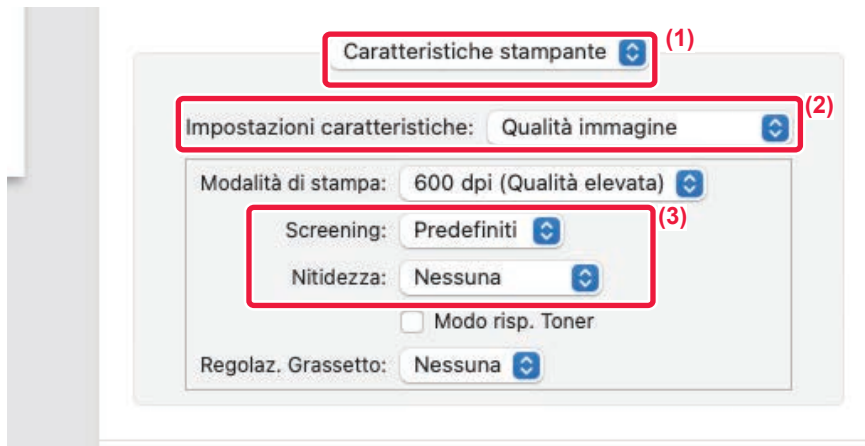 Caratteristiche stampante (1)
Impostazioni caratteristiche: Qualità immagine (2)
Modalità di stampa: 600 dpi (Qualità elevata)
Screening: Predefiniti (3)
Nitidezza: Nessuna
Modo risp. Toner
Regolaz. Grassetto: Nessuna